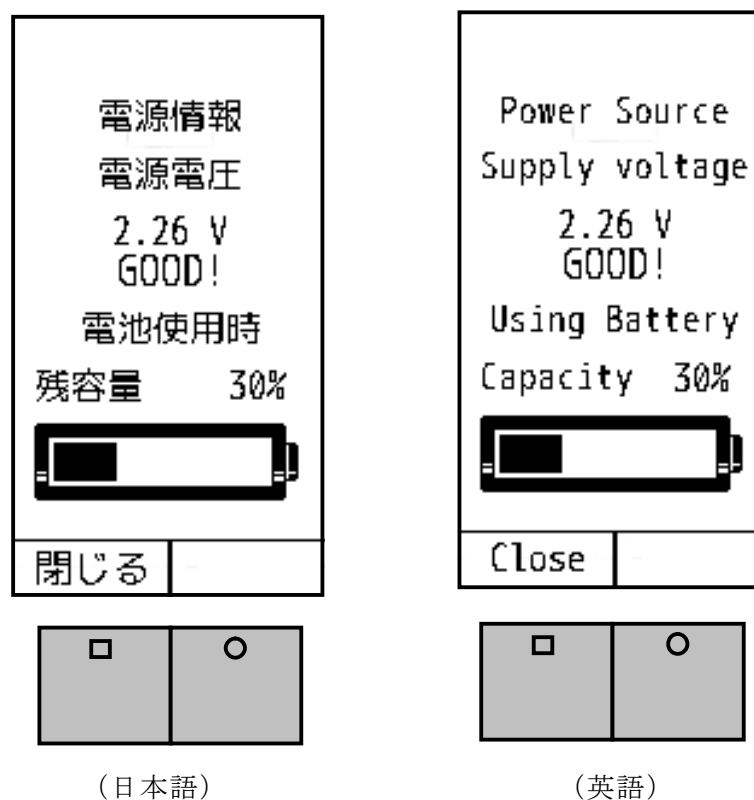 電源情報
電源電圧
2.26 V
GOOD!
電池使用時
残容量 30%
閉じる
(日本語)
Power Source
Supply voltage
2.26 V
GOOD!
Using Battery
Capacity 30%
Close
(英語)